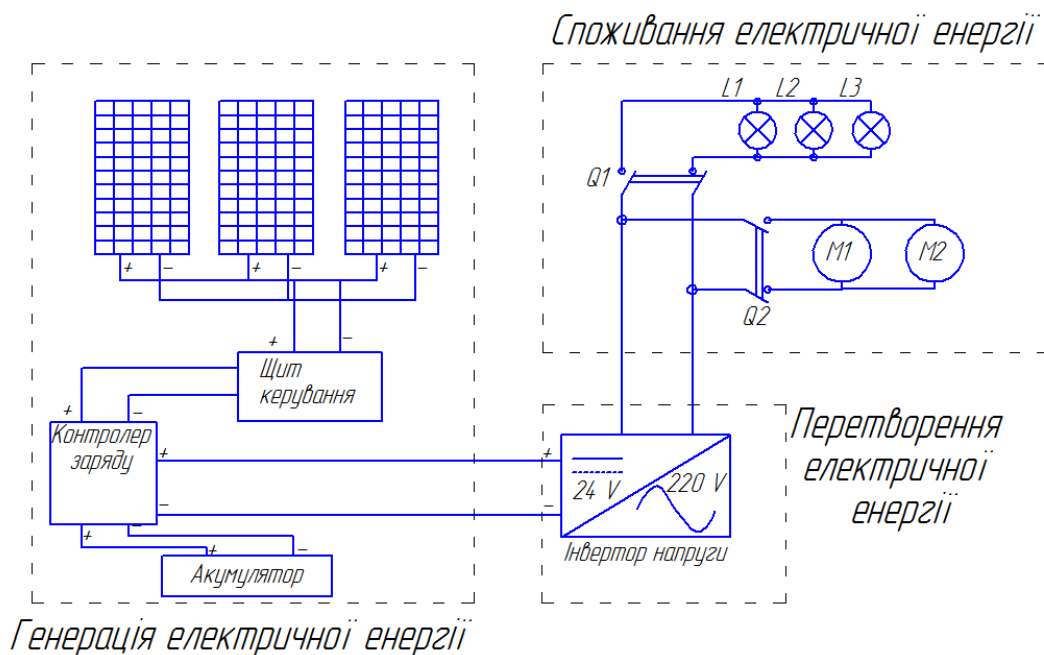 Споживання електричної енергії
L1 L2 L3
Q1
+ − + − + −
M1 M2
Q2
+ −
Щит
керування
+ −
Контролер
заряду
+ +
24 V 220 V
− −
Інвертор напруги
+ −
+ −
Акумулятор
Перетворення
електричної
енергії
Генерація електричної енергії